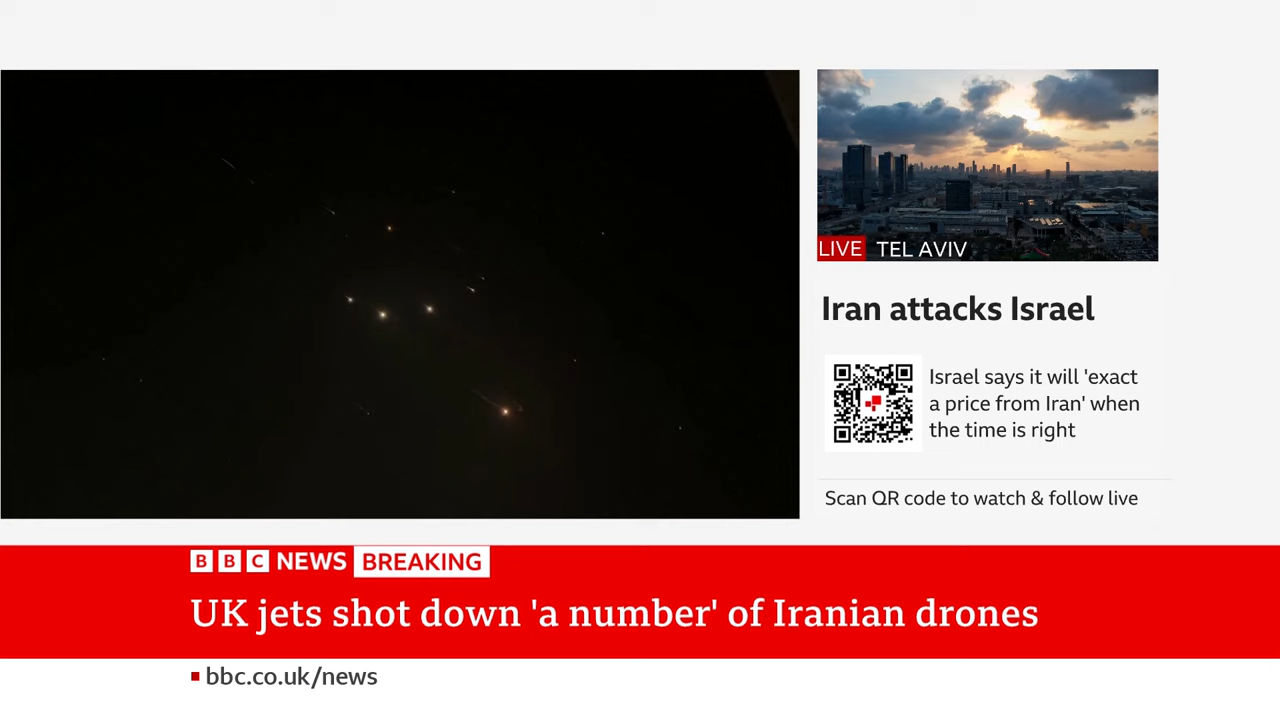 LIVE TEL AVIV
Iran attacks Israel
Israel says it will 'exact
a price from Iran' when
the time is right
Scan QR code to watch & follow live
BBC NEWS BREAKING
UK jets shot down 'a number' of Iranian drones
bbc.co.uk/news